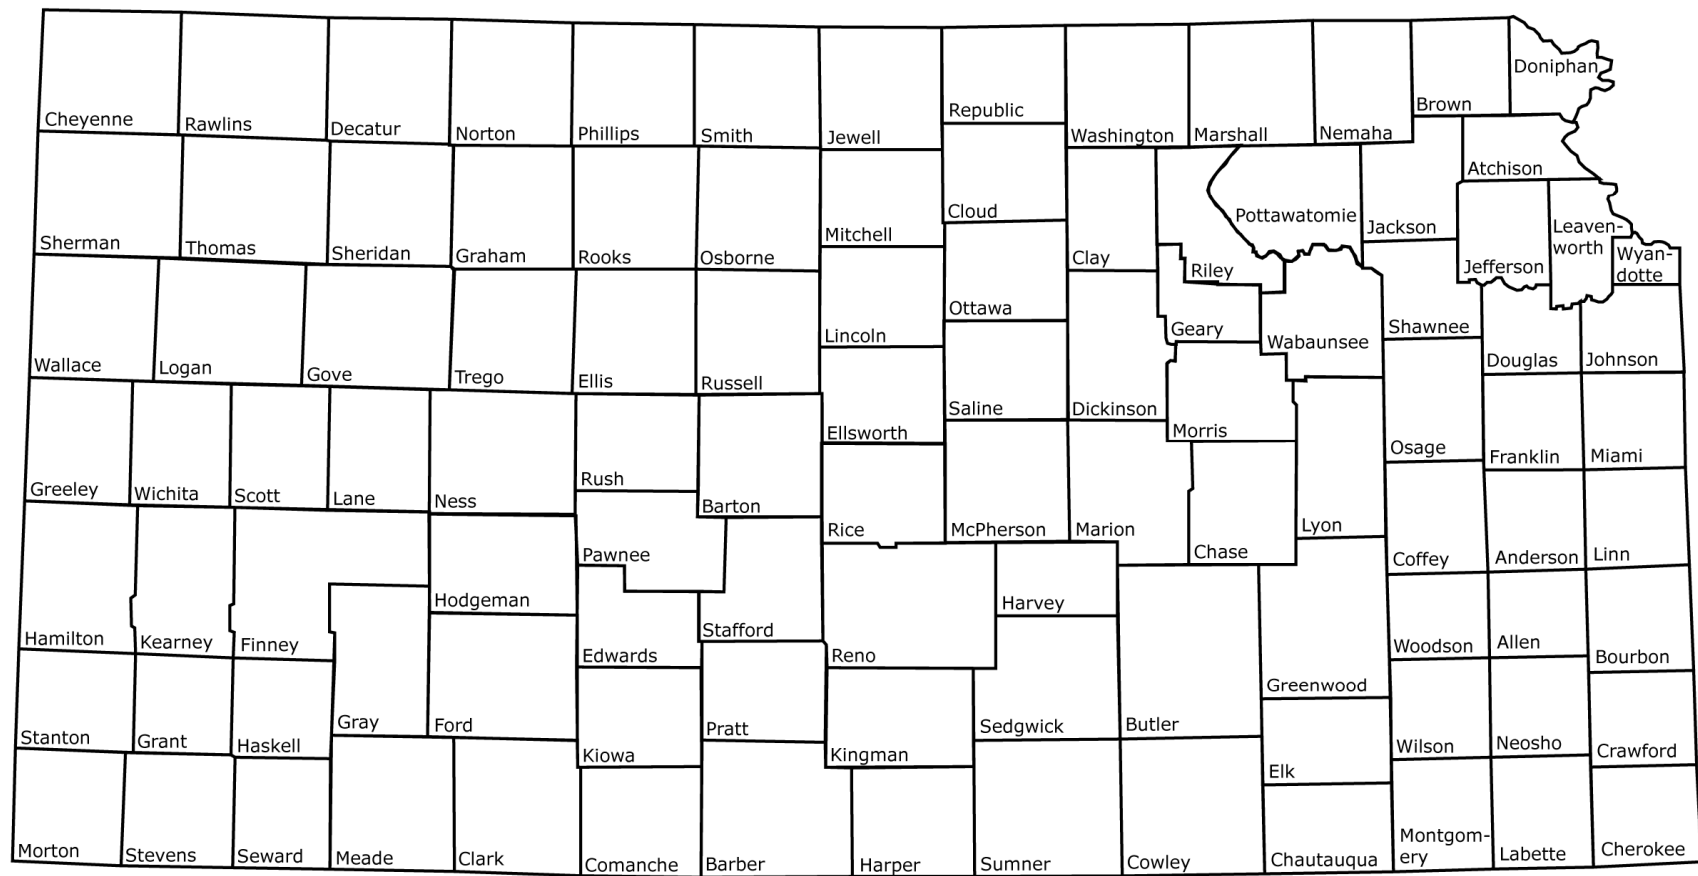 Cheyenne
Rawlins
Decatur
Norton
Phillips
Smith
Jewell
Republic
Washington
Marshall
Nemaha
Brown
Doniphan
Sherman
Thomas
Sheridan
Graham
Rooks
Osborne
Mitchell
Cloud
Clay
Riley
Pottawatomie
Jackson
Atchison
Jefferson
Leaven-
worth
Wyan-
dotte
Wallace
Logan
Gove
Trego
Ellis
Russell
Lincoln
Ottawa
Saline
Dickinson
Geary
Wabaunsee
Shawnee
Douglas
Johnson
Greeley
Wichita
Scott
Lane
Ness
Rush
Barton
Ellsworth
Rice
McPherson
Marion
Morris
Chase
Lyon
Osage
Franklin
Miami
Coffey
Anderson
Linn
Hamilton
Kearney
Finney
Hodgeman
Pawnee
Edwards
Stafford
Reno
Harvey
Sedgwick
Butler
Greenwood
Woodson
Allen
Bourbon
Stanton
Grant
Haskell
Gray
Ford
Kiowa
Pratt
Kingman
Elk
Wilson
Neosho
Crawford
Morton
Stevens
Seward
Meade
Clark
Comanche
Barber
Harper
Sumner
Cowley
Chautauqua
Montgom-
ery
Labette
Cherokee